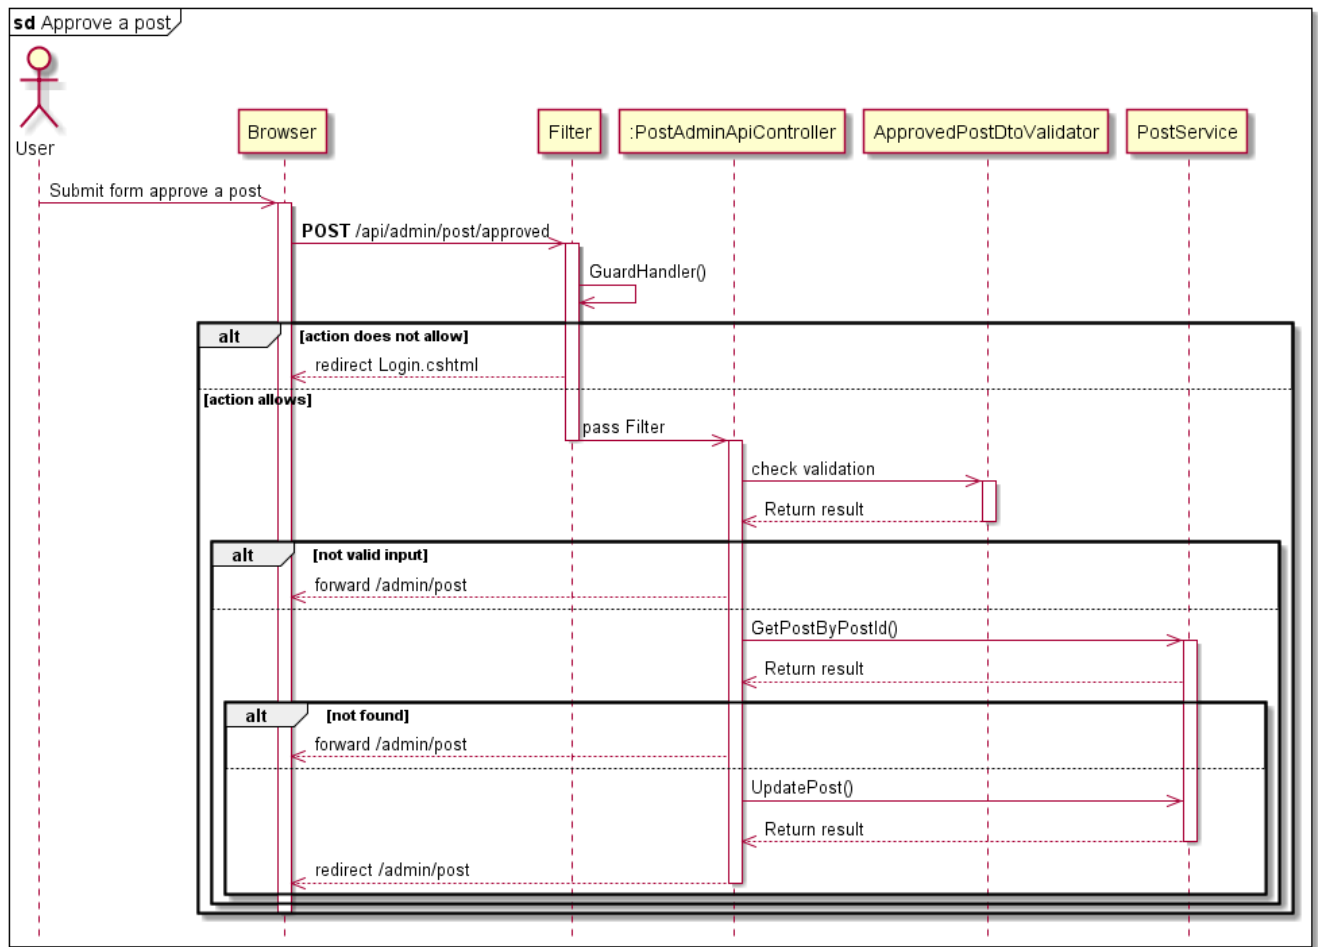 sd Approve a post
User
Browser
Filter
:PostAdminApiController
ApprovedPostDtoValidator
PostService
Submit form approve a post
POST /api/admin/post/approved
GuardHandler()
alt
[action does not allow]
redirect Login.cshtml
[action allows]
pass Filter
check validation
Return result
alt
[not valid input]
forward /admin/post
GetPostByPostId()
Return result
alt
[not found]
forward /admin/post
UpdatePost()
Return result
redirect /admin/post